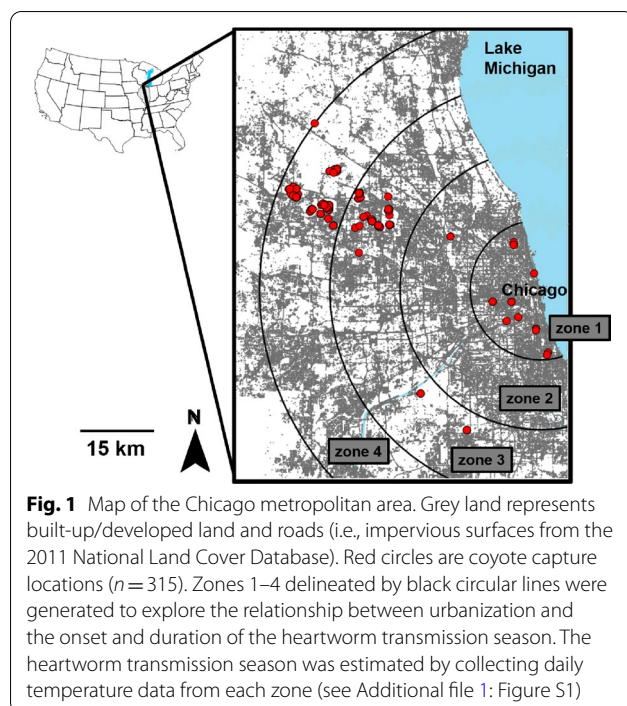 Lake
Michigan
Chicago
zone 1
zone 2
N
15 km
zone 4
zone 3
Fig. 1 Map of the Chicago metropolitan area. Grey land represents
built-up/developed land and roads (i.e., impervious surfaces from the
2011 National Land Cover Database). Red circles are coyote capture
locations (n = 315). Zones 1–4 delineated by black circular lines were
generated to explore the relationship between urbanization and
the onset and duration of the heartworm transmission season. The
heartworm transmission season was estimated by collecting daily
temperature data from each zone (see Additional file 1: Figure S1)